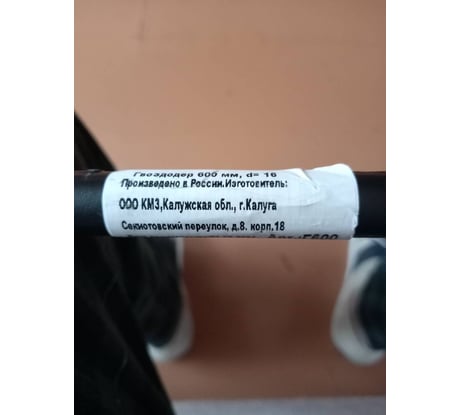 Гвоздодер 600 мм, d= 16
Произведено в России.Изготовитель:
ООО КМЗ,Калужская обл., г.Калуга
Секиотовский переулок, д.8. корп.18